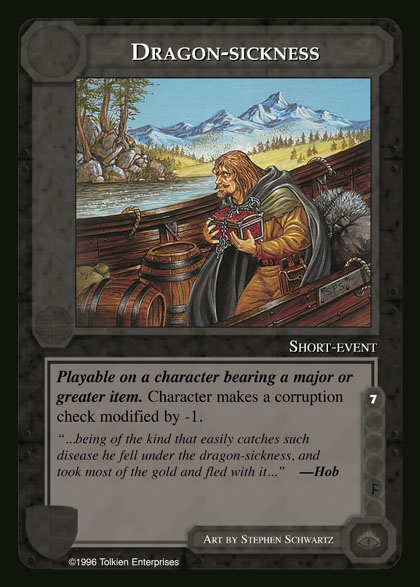 DRAGON-SICKNESS
SFS
SHORT-EVENT
Playable on a character bearing a major or
greater item. Character makes a corruption
check modified by -1.
7
“...being of the kind that easily catches such
disease he fell under the dragon-sickness, and
took most of the gold and fled with it...” —Hob
F
ART BY STEPHEN SCHWARTZ
©1996 Tolkien Enterprises